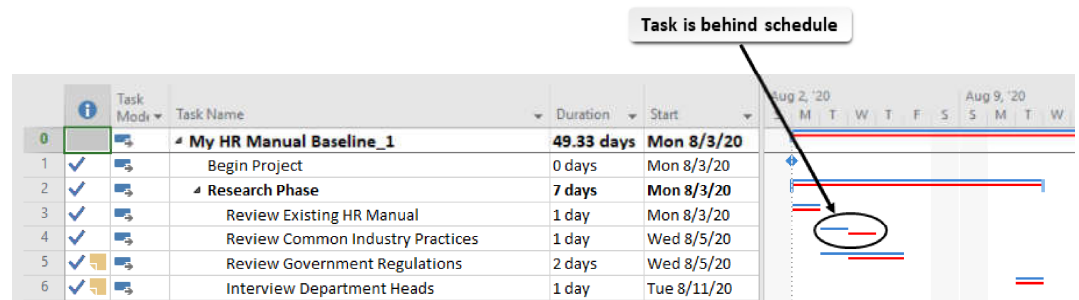 Task is behind schedule
Task Mode Task Name Duration Start Aug 2, '20 Aug 9, '20
S M T W T F S S M T W
0 My HR Manual Baseline_1 49.33 days Mon 8/3/20
1 Begin Project 0 days Mon 8/3/20
2 Research Phase 7 days Mon 8/3/20
3 Review Existing HR Manual 1 day Mon 8/3/20
4 Review Common Industry Practices 1 day Wed 8/5/20
5 Review Government Regulations 2 days Wed 8/5/20
6 Interview Department Heads 1 day Tue 8/11/20